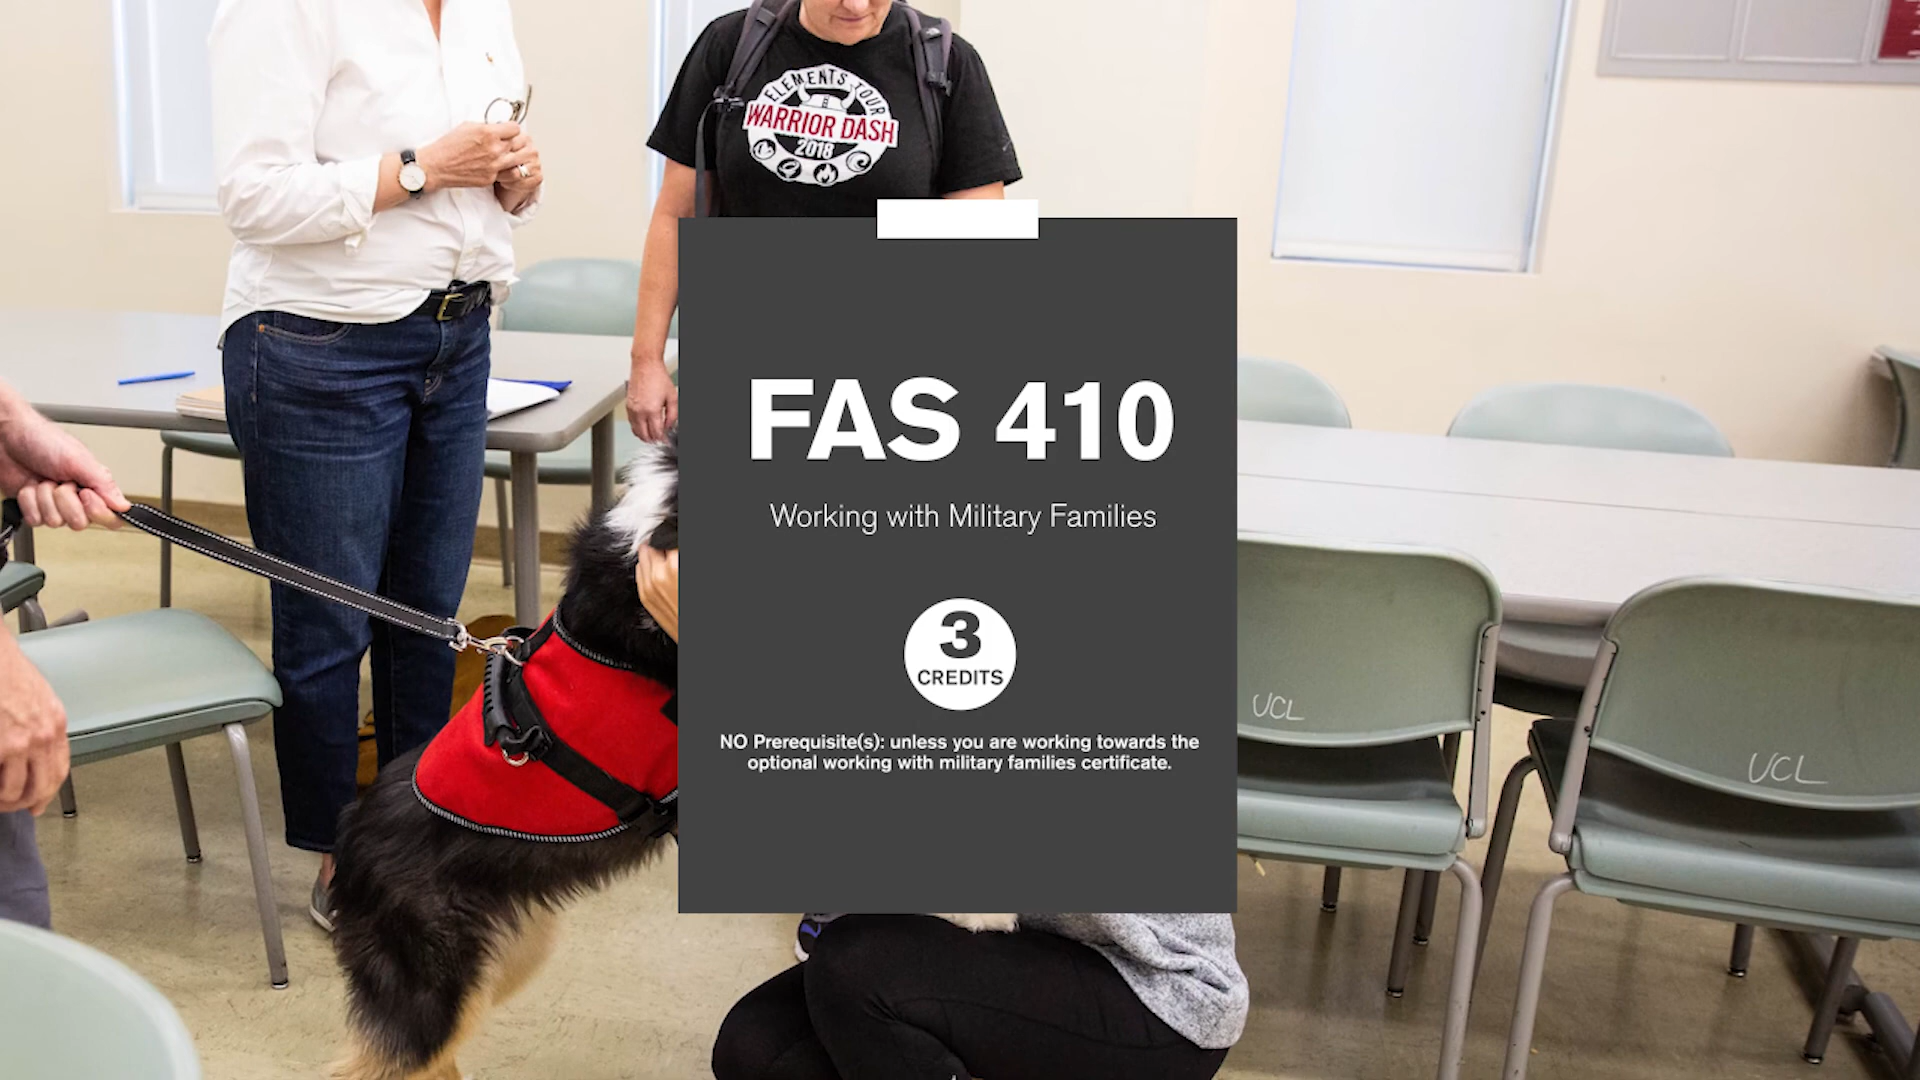 ELEMENTS TOUR
WARRIOR DASH
2018
FAS 410
Working with Military Families
3
CREDITS
NO Prerequisite(s): unless you are working towards the
optional working with military families certificate.
UCL
UCL